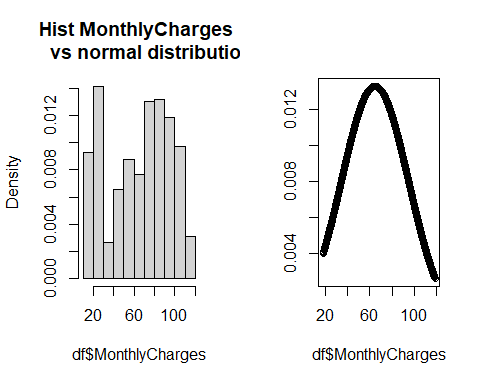 Hist MonthlyCharges
vs normal distributio
Density
0.000 0.004 0.008 0.012
20 60 100
df$MonthlyCharges
0.004 0.008 0.012
20 60 100
df$MonthlyCharges